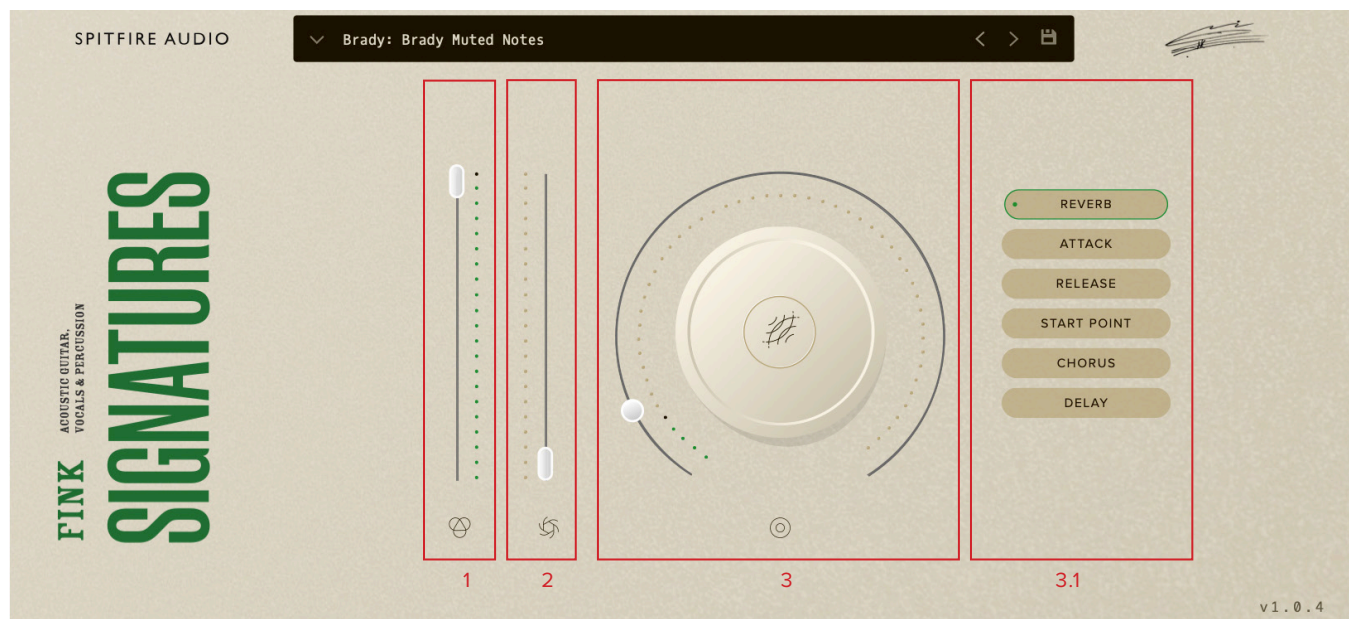 SPITFIRE AUDIO
Brady: Brady Muted Notes
FINK
ACOUSTIC GUITAR,
VOCALS & PERCUSSION
SIGNATURES
REVERB
ATTACK
RELEASE
START POINT
CHORUS
DELAY
1
2
3
3.1
v1.0.4